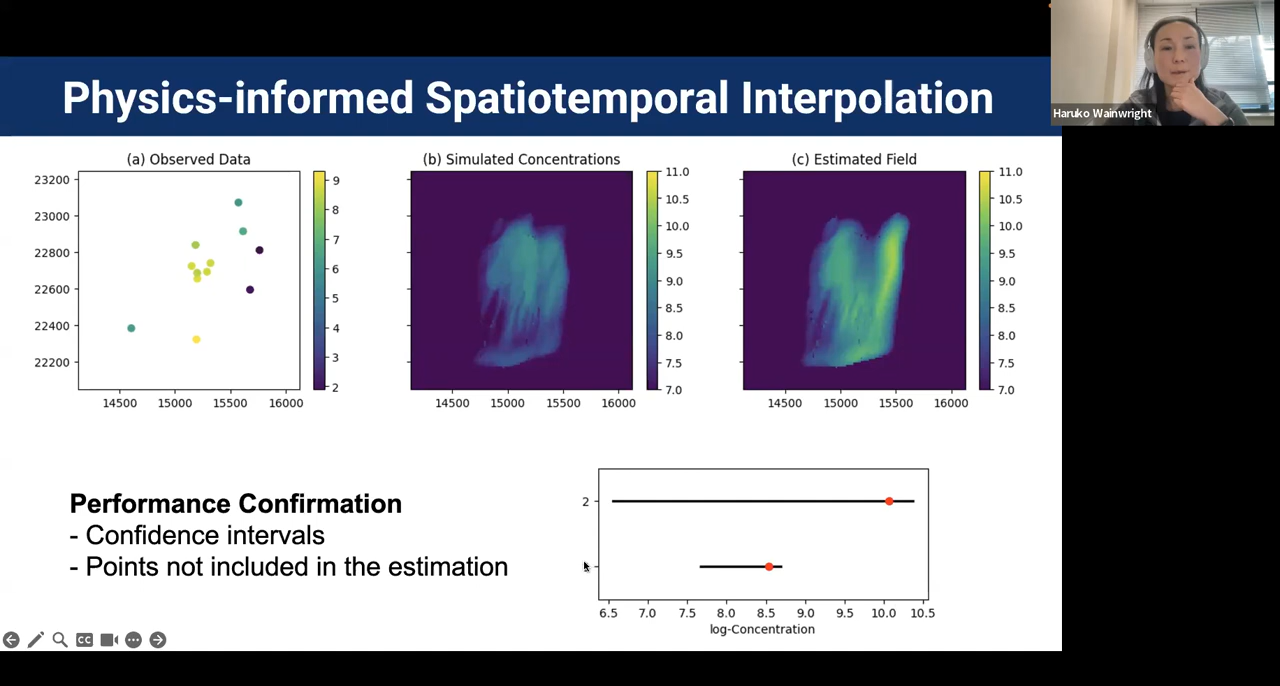 Haruko Wainwright
Physics-informed Spatiotemporal Interpolation
(a) Observed Data
23200
23000
22800
22600
22400
22200
14500 15000 15500 16000
9
8
7
6
5
4
3
2
(b) Simulated Concentrations
14500 15000 15500 16000
11.0
10.5
10.0
9.5
9.0
8.5
8.0
7.5
7.0
(c) Estimated Field
14500 15000 15500 16000
11.0
10.5
10.0
9.5
9.0
8.5
8.0
7.5
7.0
Performance Confirmation
- Confidence intervals
- Points not included in the estimation
2
6.5 7.0 7.5 8.0 8.5 9.0 9.5 10.0 10.5
log-Concentration
CC